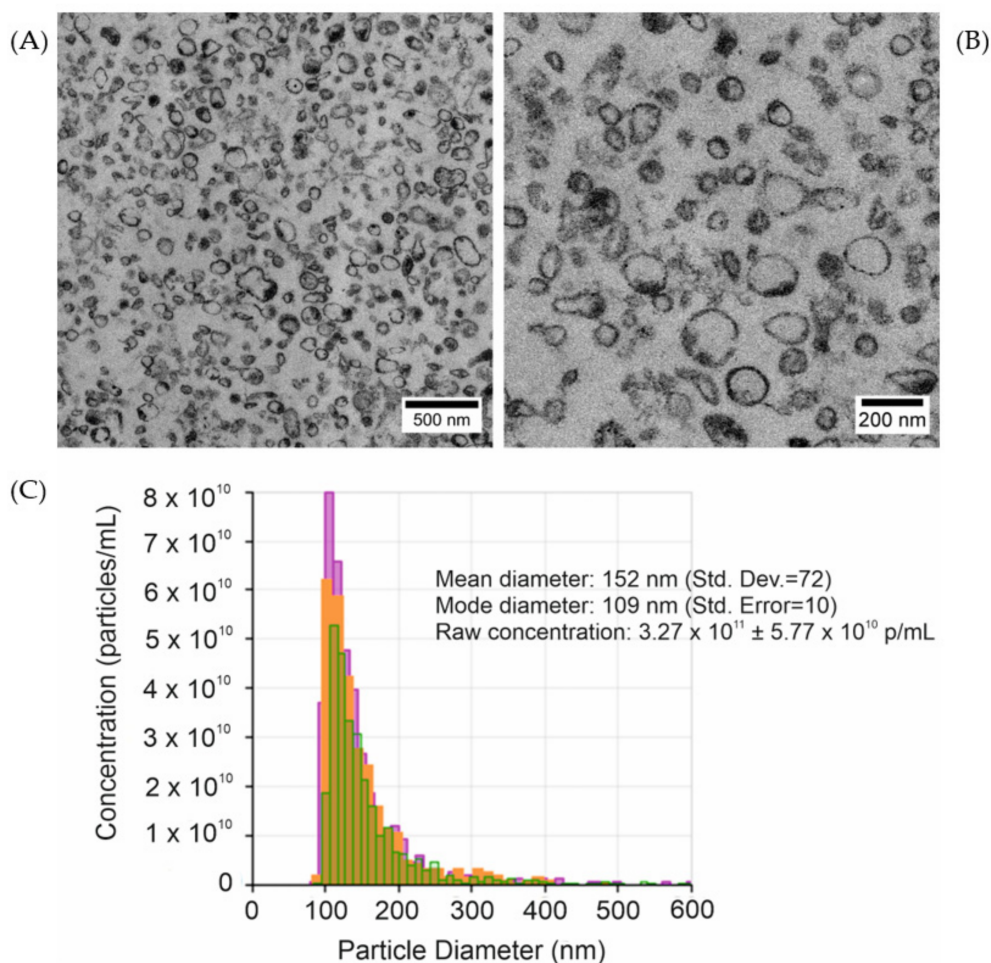 (A)
(B)
500 nm
200 nm
(C)
Concentration (particles/mL)
8 x 10¹⁰
7 x 10¹⁰
6 x 10¹⁰
5 x 10¹⁰
4 x 10¹⁰
3 x 10¹⁰
2 x 10¹⁰
1 x 10¹⁰
0
Mean diameter: 152 nm (Std. Dev.=72)
Mode diameter: 109 nm (Std. Error=10)
Raw concentration: 3.27 x 10¹¹ ± 5.77 x 10¹⁰ p/mL
0 100 200 300 400 500 600
Particle Diameter (nm)